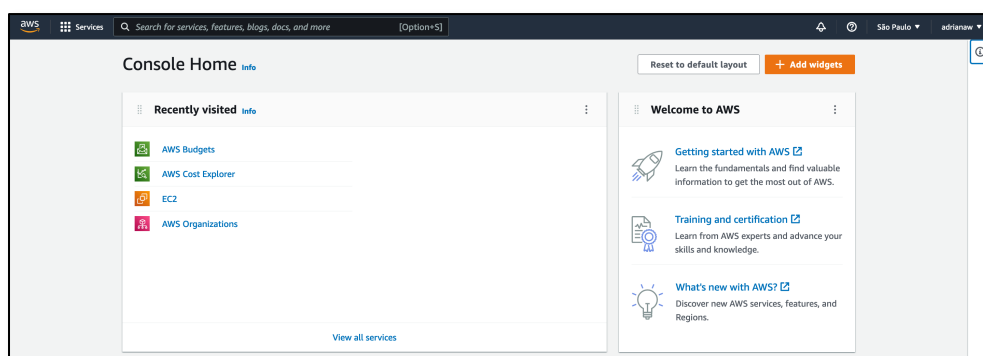 aws Services Search for services, features, blogs, docs, and more [Option+S] São Paulo ▼ adrianaw ▼
Console Home Info
Reset to default layout + Add widgets
Recently visited Info
AWS Budgets
AWS Cost Explorer
EC2
AWS Organizations
View all services
Welcome to AWS
Getting started with AWS
Learn the fundamentals and find valuable
information to get the most out of AWS.
Training and certification
Learn from AWS experts and advance your
skills and knowledge.
What's new with AWS?
Discover new AWS services, features, and
Regions.